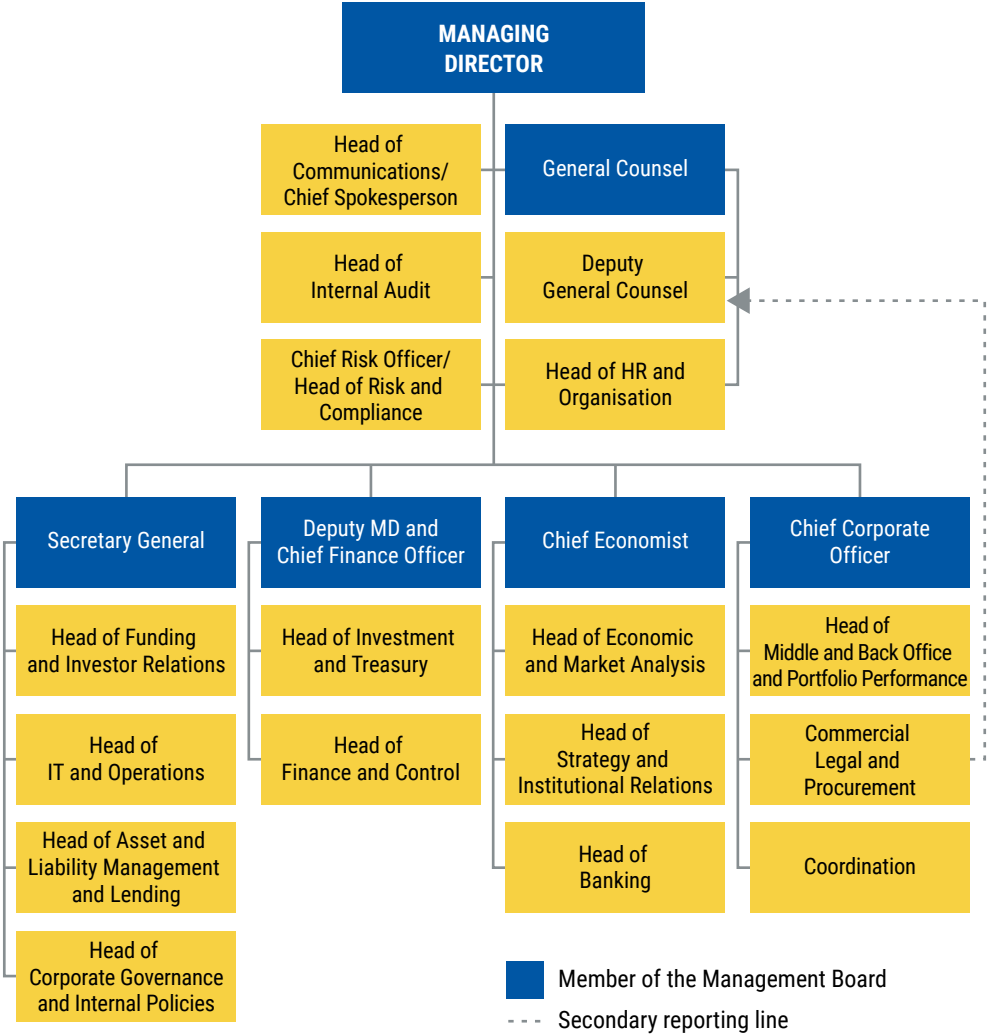 MANAGING
DIRECTOR
Head of
Communications/
Chief Spokesperson
General Counsel
Head of
Internal Audit
Deputy
General Counsel
Chief Risk Officer/
Head of Risk and
Compliance
Head of HR and
Organisation
Secretary General
Deputy MD and
Chief Finance Officer
Chief Economist
Chief Corporate
Officer
Head of Funding
and Investor Relations
Head of Investment
and Treasury
Head of Economic
and Market Analysis
Head of
Middle and Back Office
and Portfolio Performance
Head of
IT and Operations
Head of
Finance and Control
Head of
Strategy and
Institutional Relations
Commercial
Legal and
Procurement
Head of Asset and
Liability Management
and Lending
Head of
Banking
Coordination
Head of
Corporate Governance
and Internal Policies
Member of the Management Board
Secondary reporting line